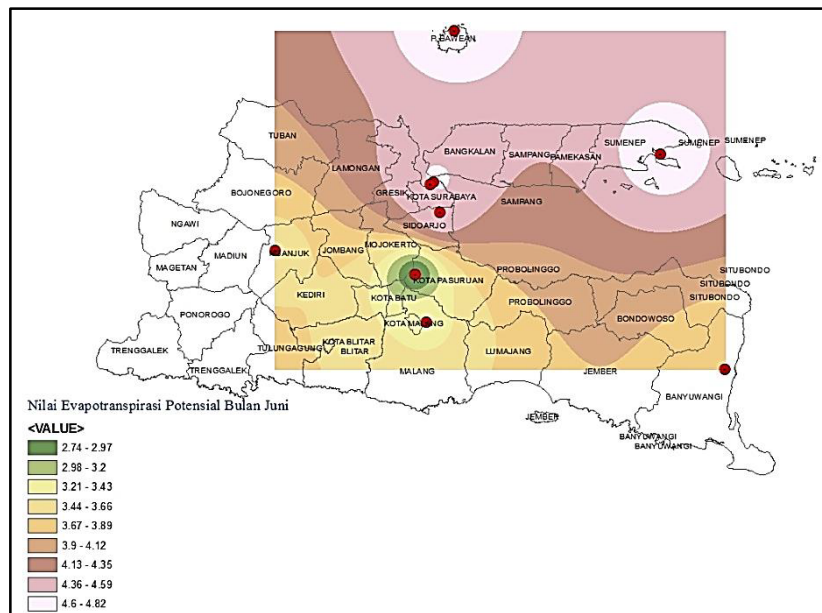 P. BAWEAN
TUBAN
LAMONGAN
BANGKALAN
SAMPANG
PAMEKASAN
SUMENEP
SUMENEP
SUMENEP
BOJONEGORO
GRESIK
KOTA SURABAYA
SAMPANG
NGAWI
SIDOARJO
MADIUN
NGANJUK
JOMBANG
MOJOKERTO
MAGETAN
PROBOLINGGO
SITUBONDO
SITUBONDO
SITUBONDO
KOTA PASURUAN
KEDIRI
KOTA BATU
PROBOLINGGO
PONOROGO
BONDOWOSO
KOTA MALANG
TRENGGALEK
TULUNGAGUNG
KOTA BLITAR
BLITAR
LUMAJANG
TRENGGALEK
MALANG
JEMBER
BANYUWANGI
JEMBER
BANYUWANGI
BANYUWANGI
Nilai Evapotranspirasi Potensial Bulan Juni
<VALUE>
2.74 - 2.97
2.98 - 3.2
3.21 - 3.43
3.44 - 3.66
3.67 - 3.89
3.9 - 4.12
4.13 - 4.35
4.36 - 4.59
4.6 - 4.82